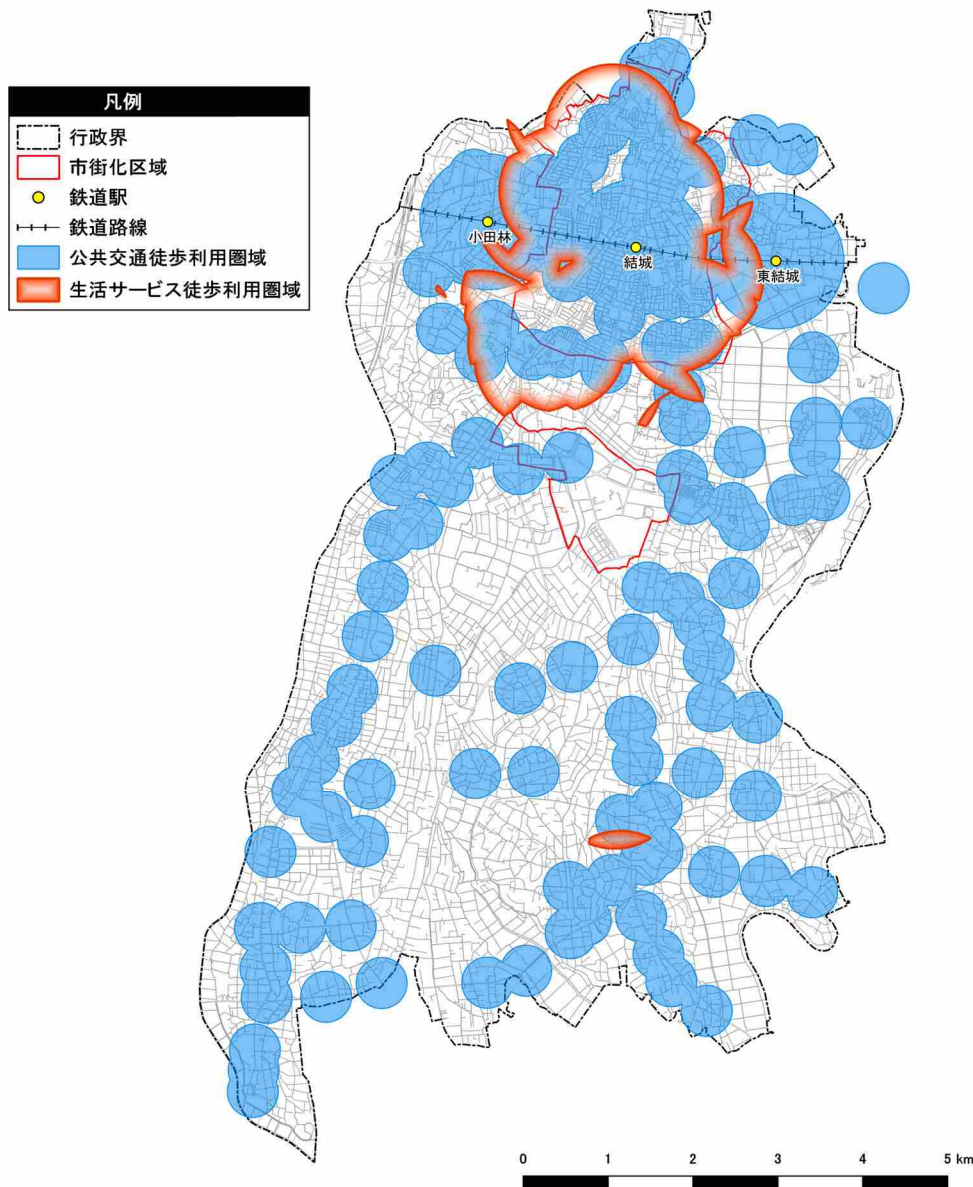 凡例
行政界
市街化区域
鉄道駅
鉄道路線
公共交通徒歩利用圏域
生活サービス徒歩利用圏域
小田林
結城
東結城
0 1 2 3 4 5 km